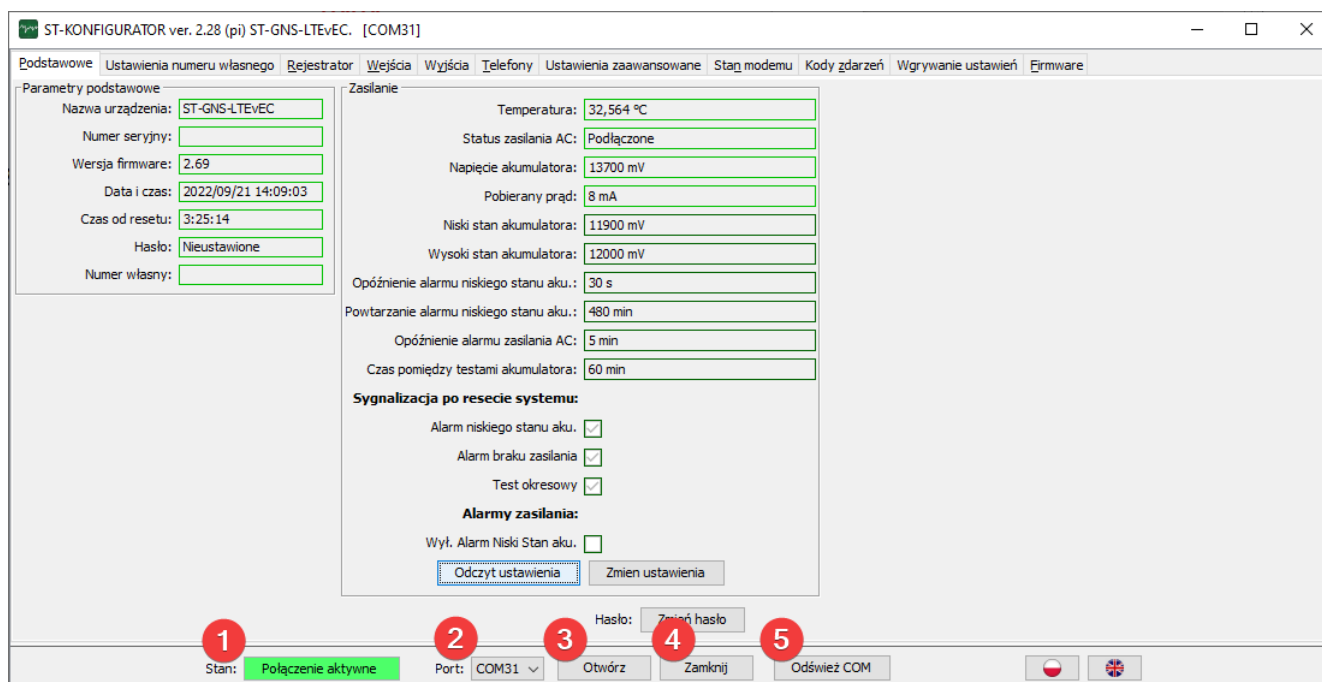 ST-KONFIGURATOR ver. 2.28 (pi) ST-GNS-LTEvEC. [COM31]
Podstawowe Ustawienia numeru własnego Rejestrator Wejścia Wyjścia Telefony Ustawienia zaawansowane Stan modemu Kody zdarzeń Wgrywanie ustawień Firmware
Parametry podstawowe
Nazwa urządzenia: ST-GNS-LTEvEC
Numer seryjny:
Wersja firmware: 2.69
Data i czas: 2022/09/21 14:09:03
Czas od resetu: 3:25:14
Hasło: Nieustawione
Numer własny:
Zasilanie
Temperatura: 32,564 ºC
Status zasilania AC: Podłączone
Napięcie akumulatora: 13700 mV
Pobierany prąd: 8 mA
Niski stan akumulatora: 11900 mV
Wysoki stan akumulatora: 12000 mV
Opóźnienie alarmu niskiego stanu aku.: 30 s
Powtarzanie alarmu niskiego stanu aku.: 480 min
Opóźnienie alarmu zasilania AC: 5 min
Czas pomiędzy testami akumulatora: 60 min
Sygnalizacja po resecie systemu:
Alarm niskiego stanu aku.
Alarm braku zasilania
Test okresowy
Alarmy zasilania:
Wył. Alarm Niski Stan aku.
Odczyt ustawienia Zmien ustawienia
Hasło: Zmień hasło
1 2 3 4 5
Stan: Połączenie aktywne Port: COM31 Otwórz Zamknij Odśwież COM